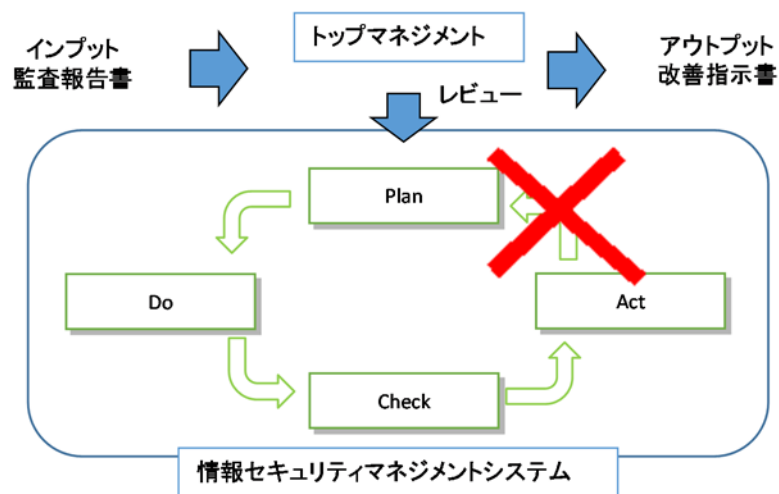 インプット
監査報告書
トップマネジメント
アウトプット
改善指示書
レビュー
Plan
Do
Act
Check
情報セキュリティマネジメントシステム